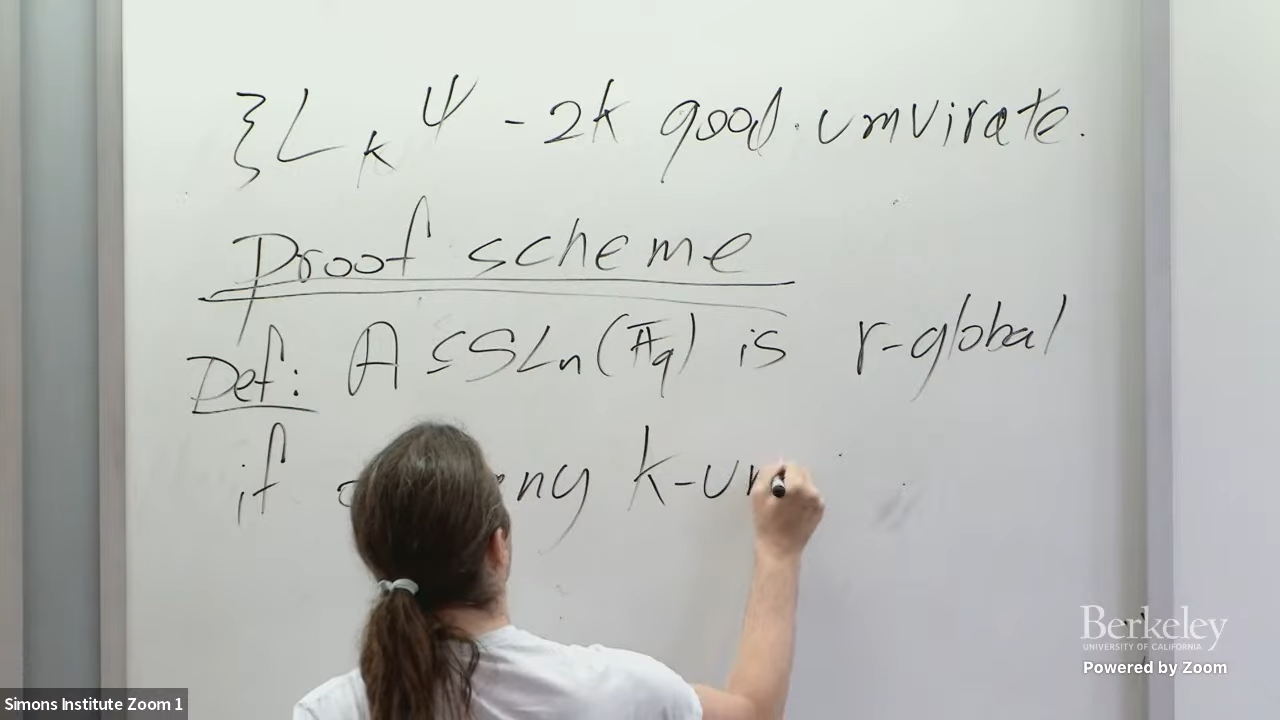 }L_k ψ - 2k good. umvirate.
Proof scheme
Def: A ⊆ SLn(𝔽q) is r-global
if any k-um
Berkeley
UNIVERSITY OF CALIFORNIA
Powered by Zoom
Simons Institute Zoom 1